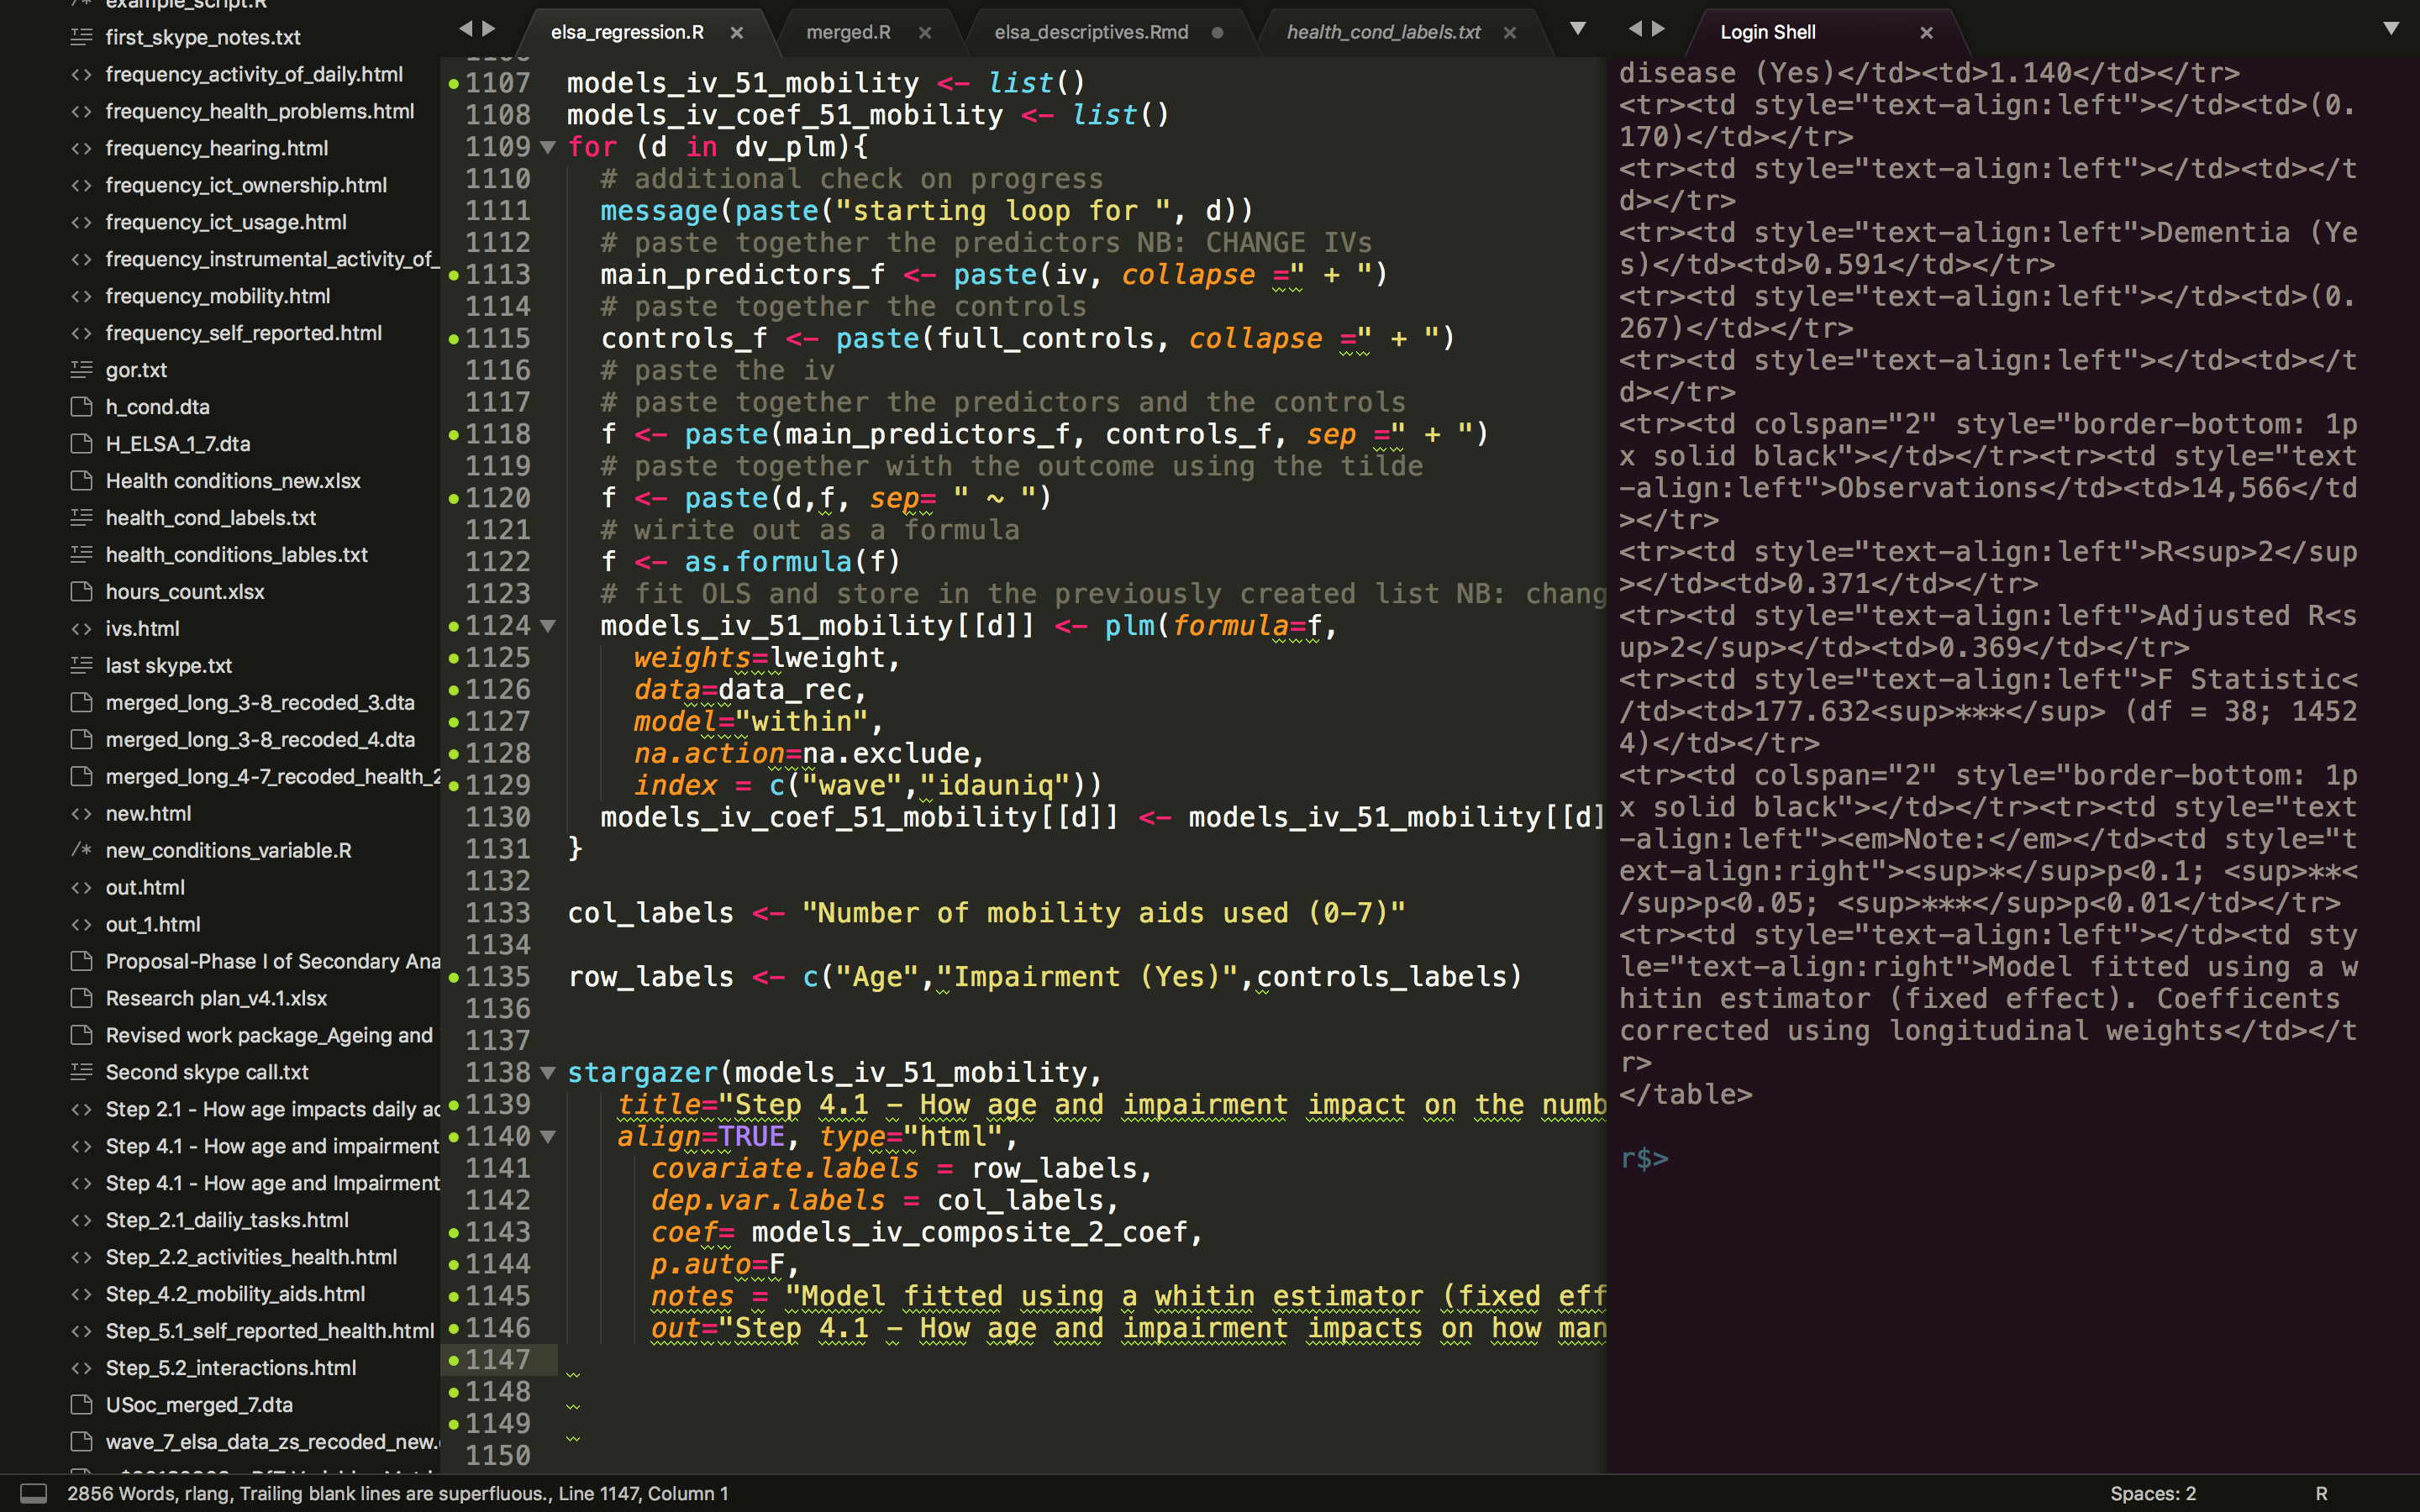 example_script.R
first_skype_notes.txt
frequency_activity_of_daily.html
frequency_health_problems.html
frequency_hearing.html
frequency_ict_ownership.html
frequency_ict_usage.html
frequency_instrumental_activity_of_
frequency_mobility.html
frequency_self_reported.html
gor.txt
h_cond.dta
H_ELSA_1_7.dta
Health conditions_new.xlsx
health_cond_labels.txt
health_conditions_lables.txt
hours_count.xlsx
ivs.html
last skype.txt
merged_long_3-8_recoded_3.dta
merged_long_3-8_recoded_4.dta
merged_long_4-7_recoded_health_2
new.html
new_conditions_variable.R
out.html
out_1.html
Proposal-Phase I of Secondary Ana
Research plan_v4.1.xlsx
Revised work package_Ageing and
Second skype call.txt
Step 2.1 - How age impacts daily ac
Step 4.1 - How age and impairment
Step 4.1 - How age and Impairment
Step_2.1_dailiy_tasks.html
Step_2.2_activities_health.html
Step_4.2_mobility_aids.html
Step_5.1_self_reported_health.html
Step_5.2_interactions.html
USoc_merged_7.dta
wave_7_elsa_data_zs_recoded_new.
elsa_regression.R
merged.R
elsa_descriptives.Rmd
health_cond_labels.txt
1107 models_iv_51_mobility <- list()
1108 models_iv_coef_51_mobility <- list()
1109 for (d in dv_plm){
1110 # additional check on progress
1111 message(paste("starting loop for ", d))
1112 # paste together the predictors NB: CHANGE IVs
1113 main_predictors_f <- paste(iv, collapse =" + ")
1114 # paste together the controls
1115 controls_f <- paste(full_controls, collapse =" + ")
1116 # paste the iv
1117 # paste together the predictors and the controls
1118 f <- paste(main_predictors_f, controls_f, sep =" + ")
1119 # paste together with the outcome using the tilde
1120 f <- paste(d,f, sep= " ~ ")
1121 # wirite out as a formula
1122 f <- as.formula(f)
1123 # fit OLS and store in the previously created list NB: chang
1124 models_iv_51_mobility[[d]] <- plm(formula=f,
1125 weights=lweight,
1126 data=data_rec,
1127 model="within",
1128 na.action=na.exclude,
1129 index = c("wave","idauniq"))
1130 models_iv_coef_51_mobility[[d]] <- models_iv_51_mobility[[d]
1131 }
1132
1133 col_labels <- "Number of mobility aids used (0-7)"
1134
1135 row_labels <- c("Age","Impairment (Yes)",controls_labels)
1136
1137
1138 stargazer(models_iv_51_mobility,
1139 title="Step 4.1 - How age and impairment impact on the numb
1140 align=TRUE, type="html",
1141 covariate.labels = row_labels,
1142 dep.var.labels = col_labels,
1143 coef= models_iv_composite_2_coef,
1144 p.auto=F,
1145 notes = "Model fitted using a whitin estimator (fixed eff
1146 out="Step 4.1 - How age and impairment impacts on how man
1147
1148
1149
1150
Login Shell
disease (Yes)</td><td>1.140</td></tr>
<tr><td style="text-align:left"></td><td>(0.
170)</td></tr>
<tr><td style="text-align:left"></td><td></t
d></tr>
<tr><td style="text-align:left">Dementia (Ye
s)</td><td>0.591</td></tr>
<tr><td style="text-align:left"></td><td>(0.
267)</td></tr>
<tr><td style="text-align:left"></td><td></t
d></tr>
<tr><td colspan="2" style="border-bottom: 1p
x solid black"></td></tr><tr><td style="text
-align:left">Observations</td><td>14,566</td
></tr>
<tr><td style="text-align:left">R<sup>2</sup
></td><td>0.371</td></tr>
<tr><td style="text-align:left">Adjusted R<s
up>2</sup></td><td>0.369</td></tr>
<tr><td style="text-align:left">F Statistic<
/td><td>177.632<sup>***</sup> (df = 38; 1452
4)</td></tr>
<tr><td colspan="2" style="border-bottom: 1p
x solid black"></td></tr><tr><td style="text
-align:left"><em>Note:</em></td><td style="t
ext-align:right"><sup>*</sup>p<0.1; <sup>**<
/sup>p<0.05; <sup>***</sup>p<0.01</td></tr>
<tr><td style="text-align:left"></td><td sty
le="text-align:right">Model fitted using a w
hitin estimator (fixed effect). Coefficents
corrected using longitudinal weights</td></t
r>
</table>
r$>
2856 Words, rlang, Trailing blank lines are superfluous., Line 1147, Column 1
Spaces: 2
R